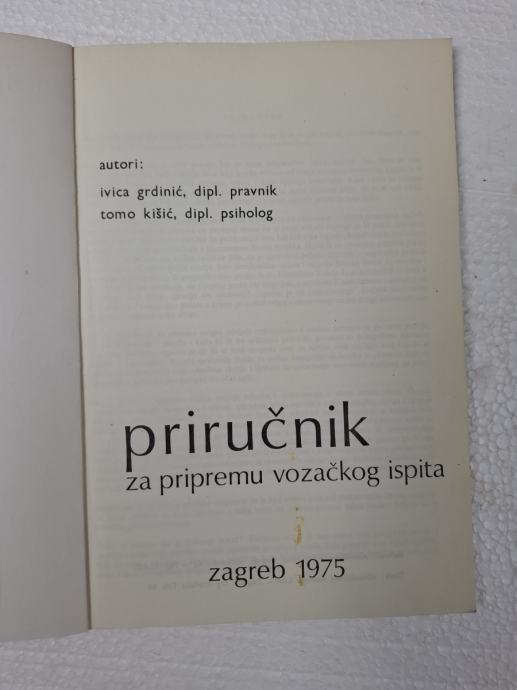 autori:
ivica grdinić, dipl. pravnik
tomo kišić, dipl. psiholog
priručnik
za pripremu vozačkog ispita
zagreb 1975